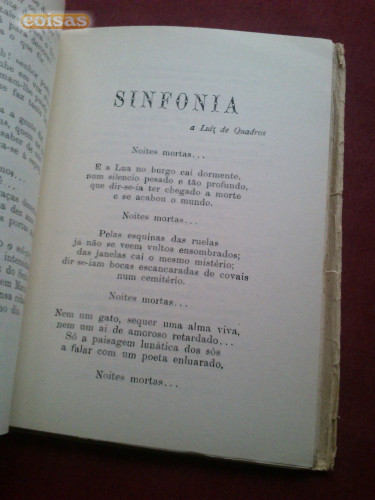 coisas
SINFONIA
a Luiz de Quadros
Noites mortas...
E a Lua no burgo cai dormente,
num silencio pesado e tão profundo,
que dir-se-ia ter chegado a morte
e se acabou o mundo.
Noites mortas...
Pelas esquinas das ruelas
já não se veem vultos ensombrados;
das janelas cai o mesmo mistério;
dir se-iam bocas escancaradas de covais
num cemitério.
Noites mortas...
Nem um gato, sequer uma alma viva,
nem um ai de amoroso retardado...
Só a paisagem lunática dos sós
a falar com um poeta enluarado,
Noites mortas...